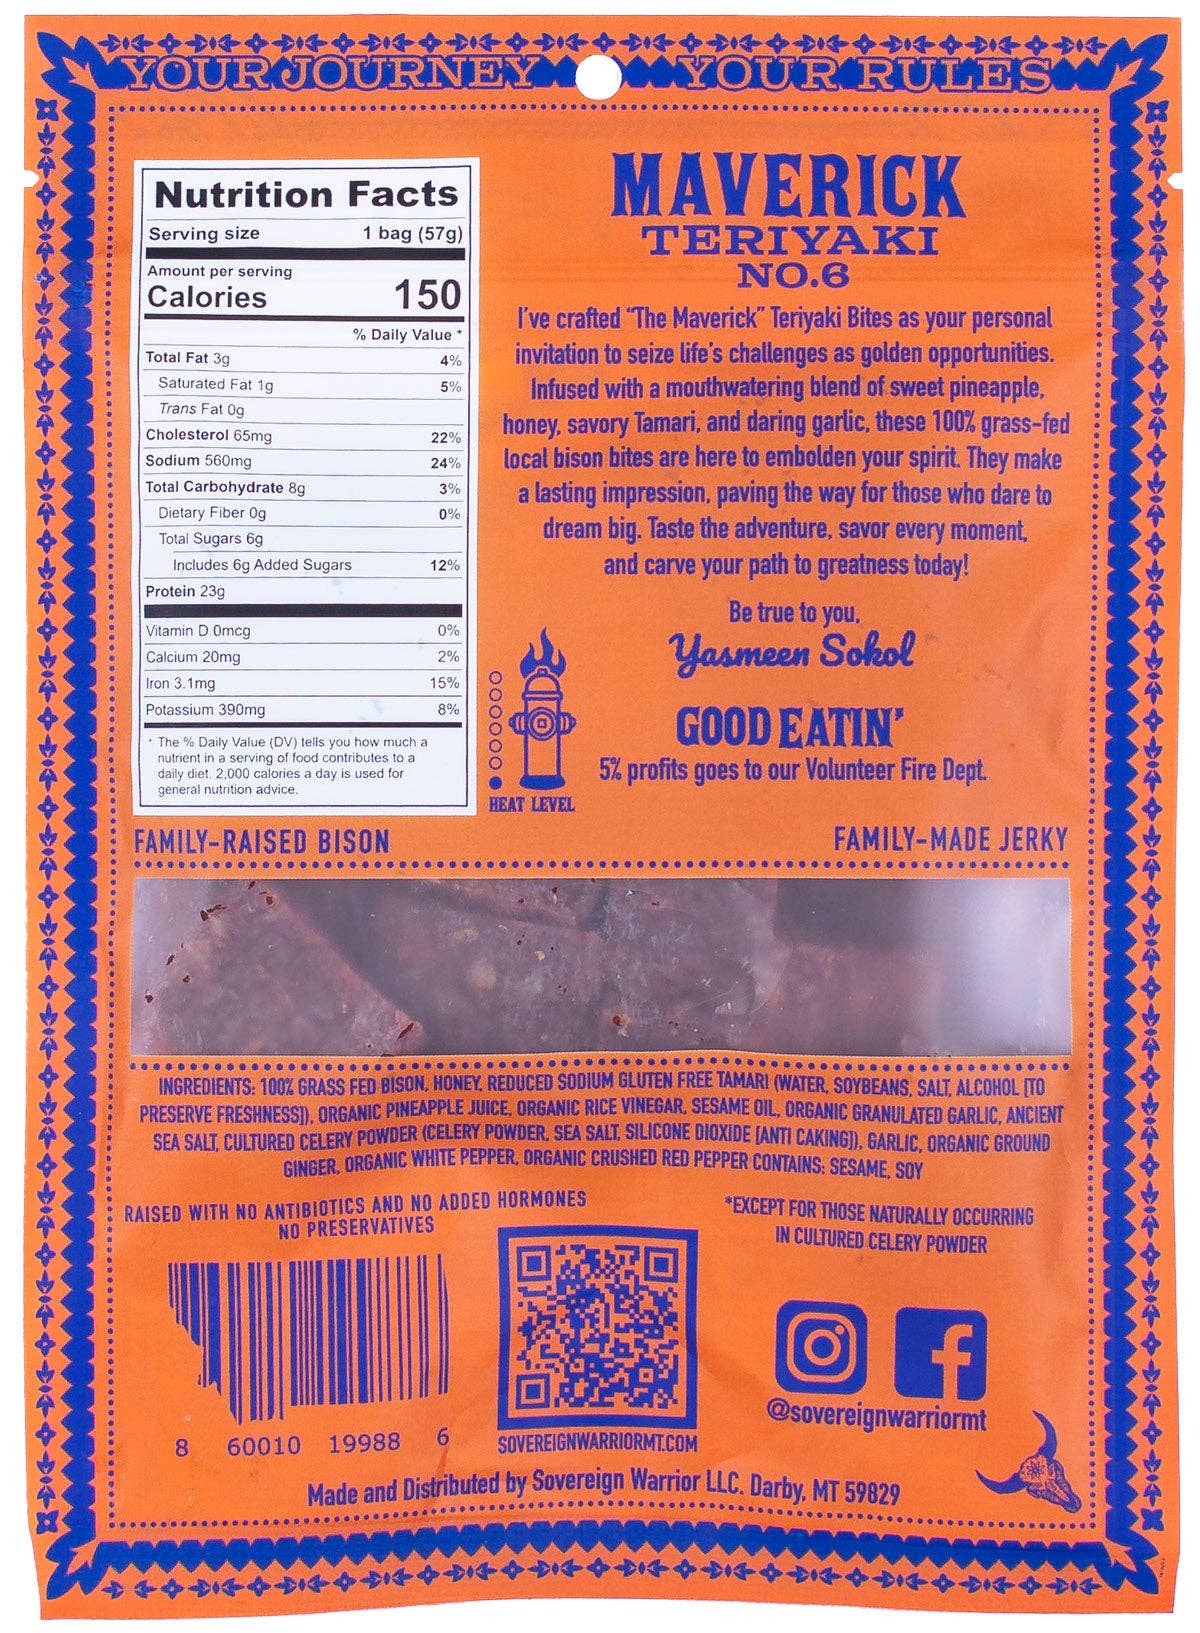 YOUR JOURNEY YOUR RULES
Nutrition Facts
Serving size 1 bag (57g)
Amount per serving
Calories 150
% Daily Value *
Total Fat 3g 4%
Saturated Fat 1g 5%
Trans Fat 0g
Cholesterol 65mg 22%
Sodium 560mg 24%
Total Carbohydrate 8g 3%
Dietary Fiber 0g 0%
Total Sugars 6g
Includes 6g Added Sugars 12%
Protein 23g
Vitamin D 0mcg 0%
Calcium 20mg 2%
Iron 3.1mg 15%
Potassium 390mg 8%
* The % Daily Value (DV) tells you how much a
nutrient in a serving of food contributes to a
daily diet. 2,000 calories a day is used for
general nutrition advice.
MAVERICK
TERIYAKI
NO.6
I've crafted "The Maverick" Teriyaki Bites as your personal
invitation to seize life's challenges as golden opportunities.
Infused with a mouthwatering blend of sweet pineapple,
honey, savory Tamari, and daring garlic, these 100% grass-fed
local bison bites are here to embolden your spirit. They make
a lasting impression, paving the way for those who dare to
dream big. Taste the adventure, savor every moment,
and carve your path to greatness today!
Be true to you,
Yasmeen Sokol
GOOD EATIN'
5% profits goes to our Volunteer Fire Dept.
HEAT LEVEL
FAMILY-RAISED BISON
FAMILY-MADE JERKY
INGREDIENTS: 100% GRASS FED BISON, HONEY, REDUCED SODIUM GLUTEN FREE TAMARI (WATER, SOYBEANS, SALT, ALCOHOL [TO
PRESERVE FRESHNESS]), ORGANIC PINEAPPLE JUICE, ORGANIC RICE VINEGAR, SESAME OIL, ORGANIC GRANULATED GARLIC, ANCIENT
SEA SALT, CULTURED CELERY POWDER (CELERY POWDER, SEA SALT, SILICONE DIOXIDE [ANTI CAKING]), GARLIC, ORGANIC GROUND
GINGER, ORGANIC WHITE PEPPER, ORGANIC CRUSHED RED PEPPER CONTAINS: SESAME, SOY
RAISED WITH NO ANTIBIOTICS AND NO ADDED HORMONES
NO PRESERVATIVES
*EXCEPT FOR THOSE NATURALLY OCCURRING
IN CULTURED CELERY POWDER
8 60010 19988 6
SOVEREIGNWARRIORMT.COM
@sovereignwarriormt
Made and Distributed by Sovereign Warrior LLC. Darby, MT 59829